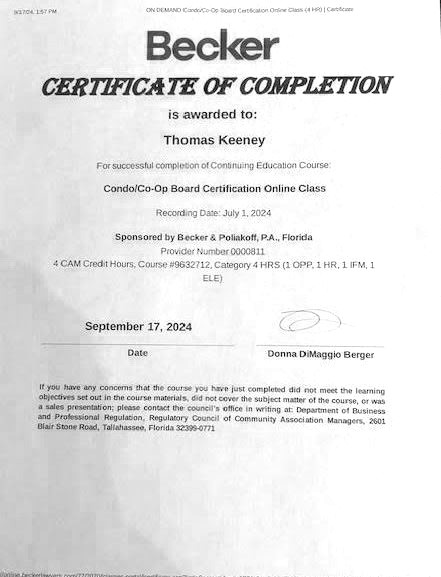 9/17/24, 1:57 PM
ON DEMAND (Condo/Co-Op Board Certification Online Class (4 HR) | Certificate
Becker
CERTIFICATE OF COMPLETION
is awarded to:
Thomas Keeney
For successful completion of Continuing Education Course:
Condo/Co-Op Board Certification Online Class
Recording Date: July 1, 2024
Sponsored by Becker & Poliakoff, P.A., Florida
Provider Number 0000811
4 CAM Credit Hours, Course #9632712, Category 4 HRS (1 OPP, 1 HR, 1 IFM, 1
ELE)
September 17, 2024
Date
Donna DiMaggio Berger
If you have any concerns that the course you have just completed did not meet the learning
objectives set out in the course materials, did not cover the subject matter of the course, or was
a sales presentation; please contact the council's office in writing at: Department of Business
and Professional Regulation, Regulatory Council of Community Association Managers, 2601
Blair Stone Road, Tallahassee, Florida 32399-0771